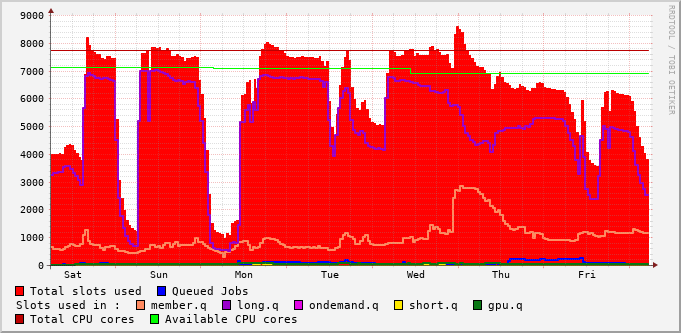 9000
8000
7000
6000
5000
4000
3000
2000
1000
0
Sat Sun Mon Tue Wed Thu Fri
RRDTOOL / TOBI OETIKER
Total slots used Queued Jobs
Slots used in : member.q long.q ondemand.q short.q gpu.q
Total CPU cores Available CPU cores